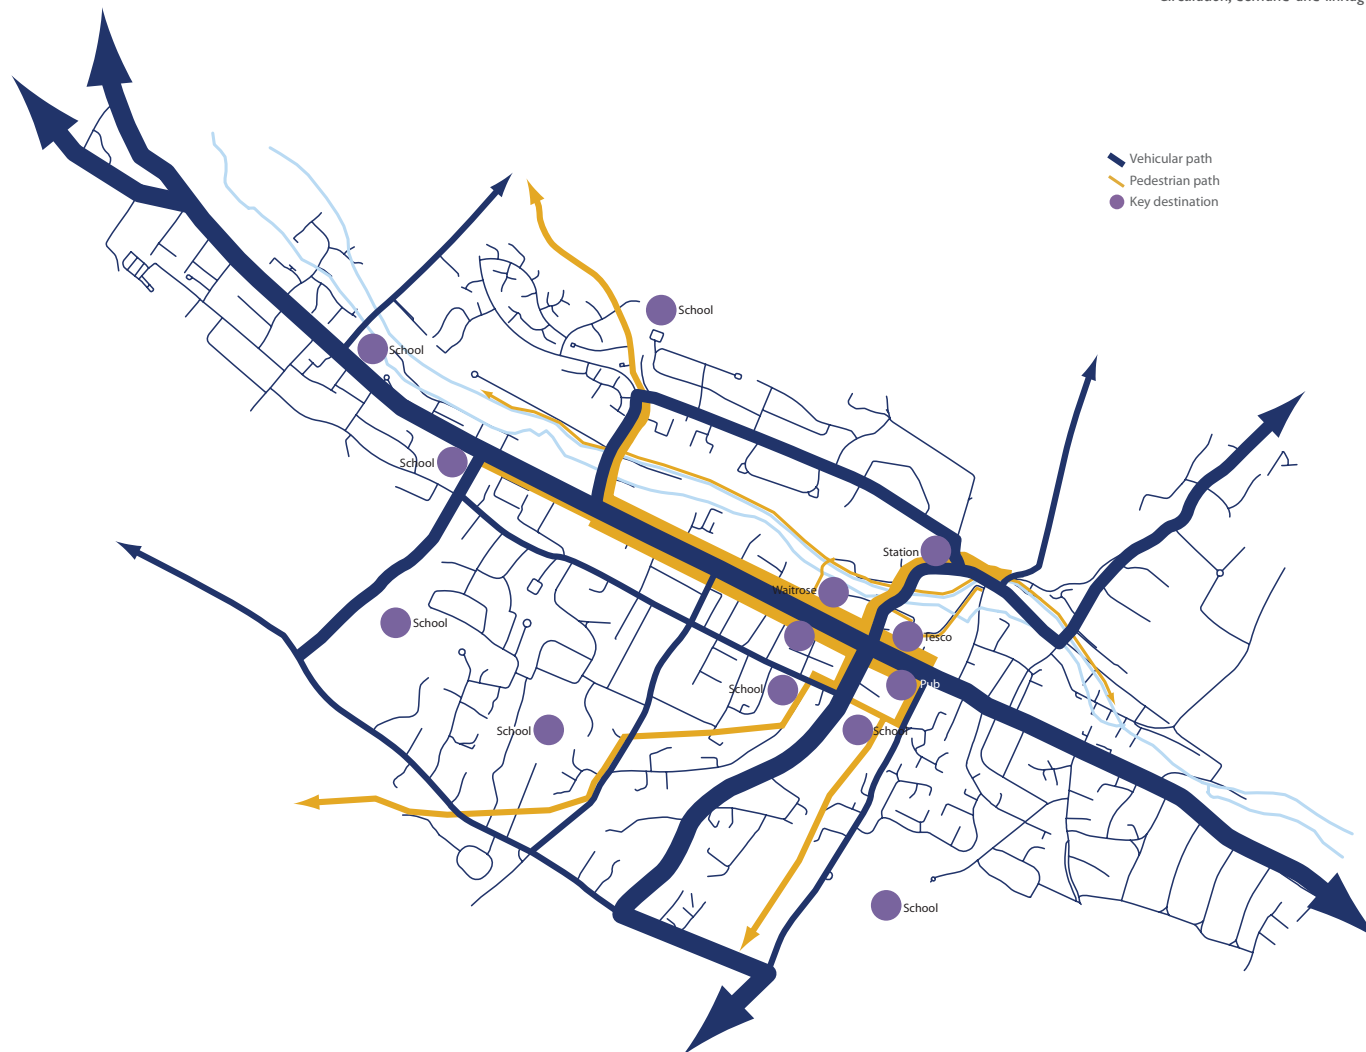 Vehicular path
Pedestrian path
Key destination
School
School
School
Station
Waitrose
School
Tesco
Pub
School
School
School
School